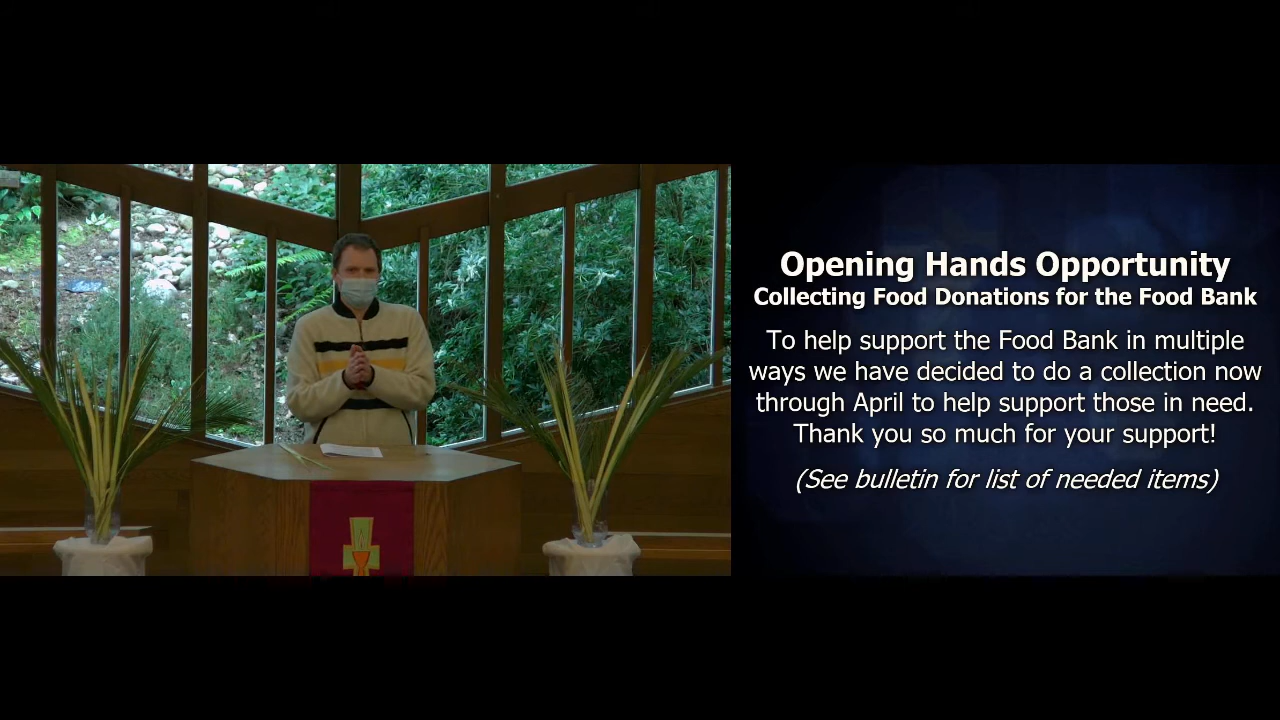 Opening Hands Opportunity
Collecting Food Donations for the Food Bank
To help support the Food Bank in multiple
ways we have decided to do a collection now
through April to help support those in need.
Thank you so much for your support!
(See bulletin for list of needed items)